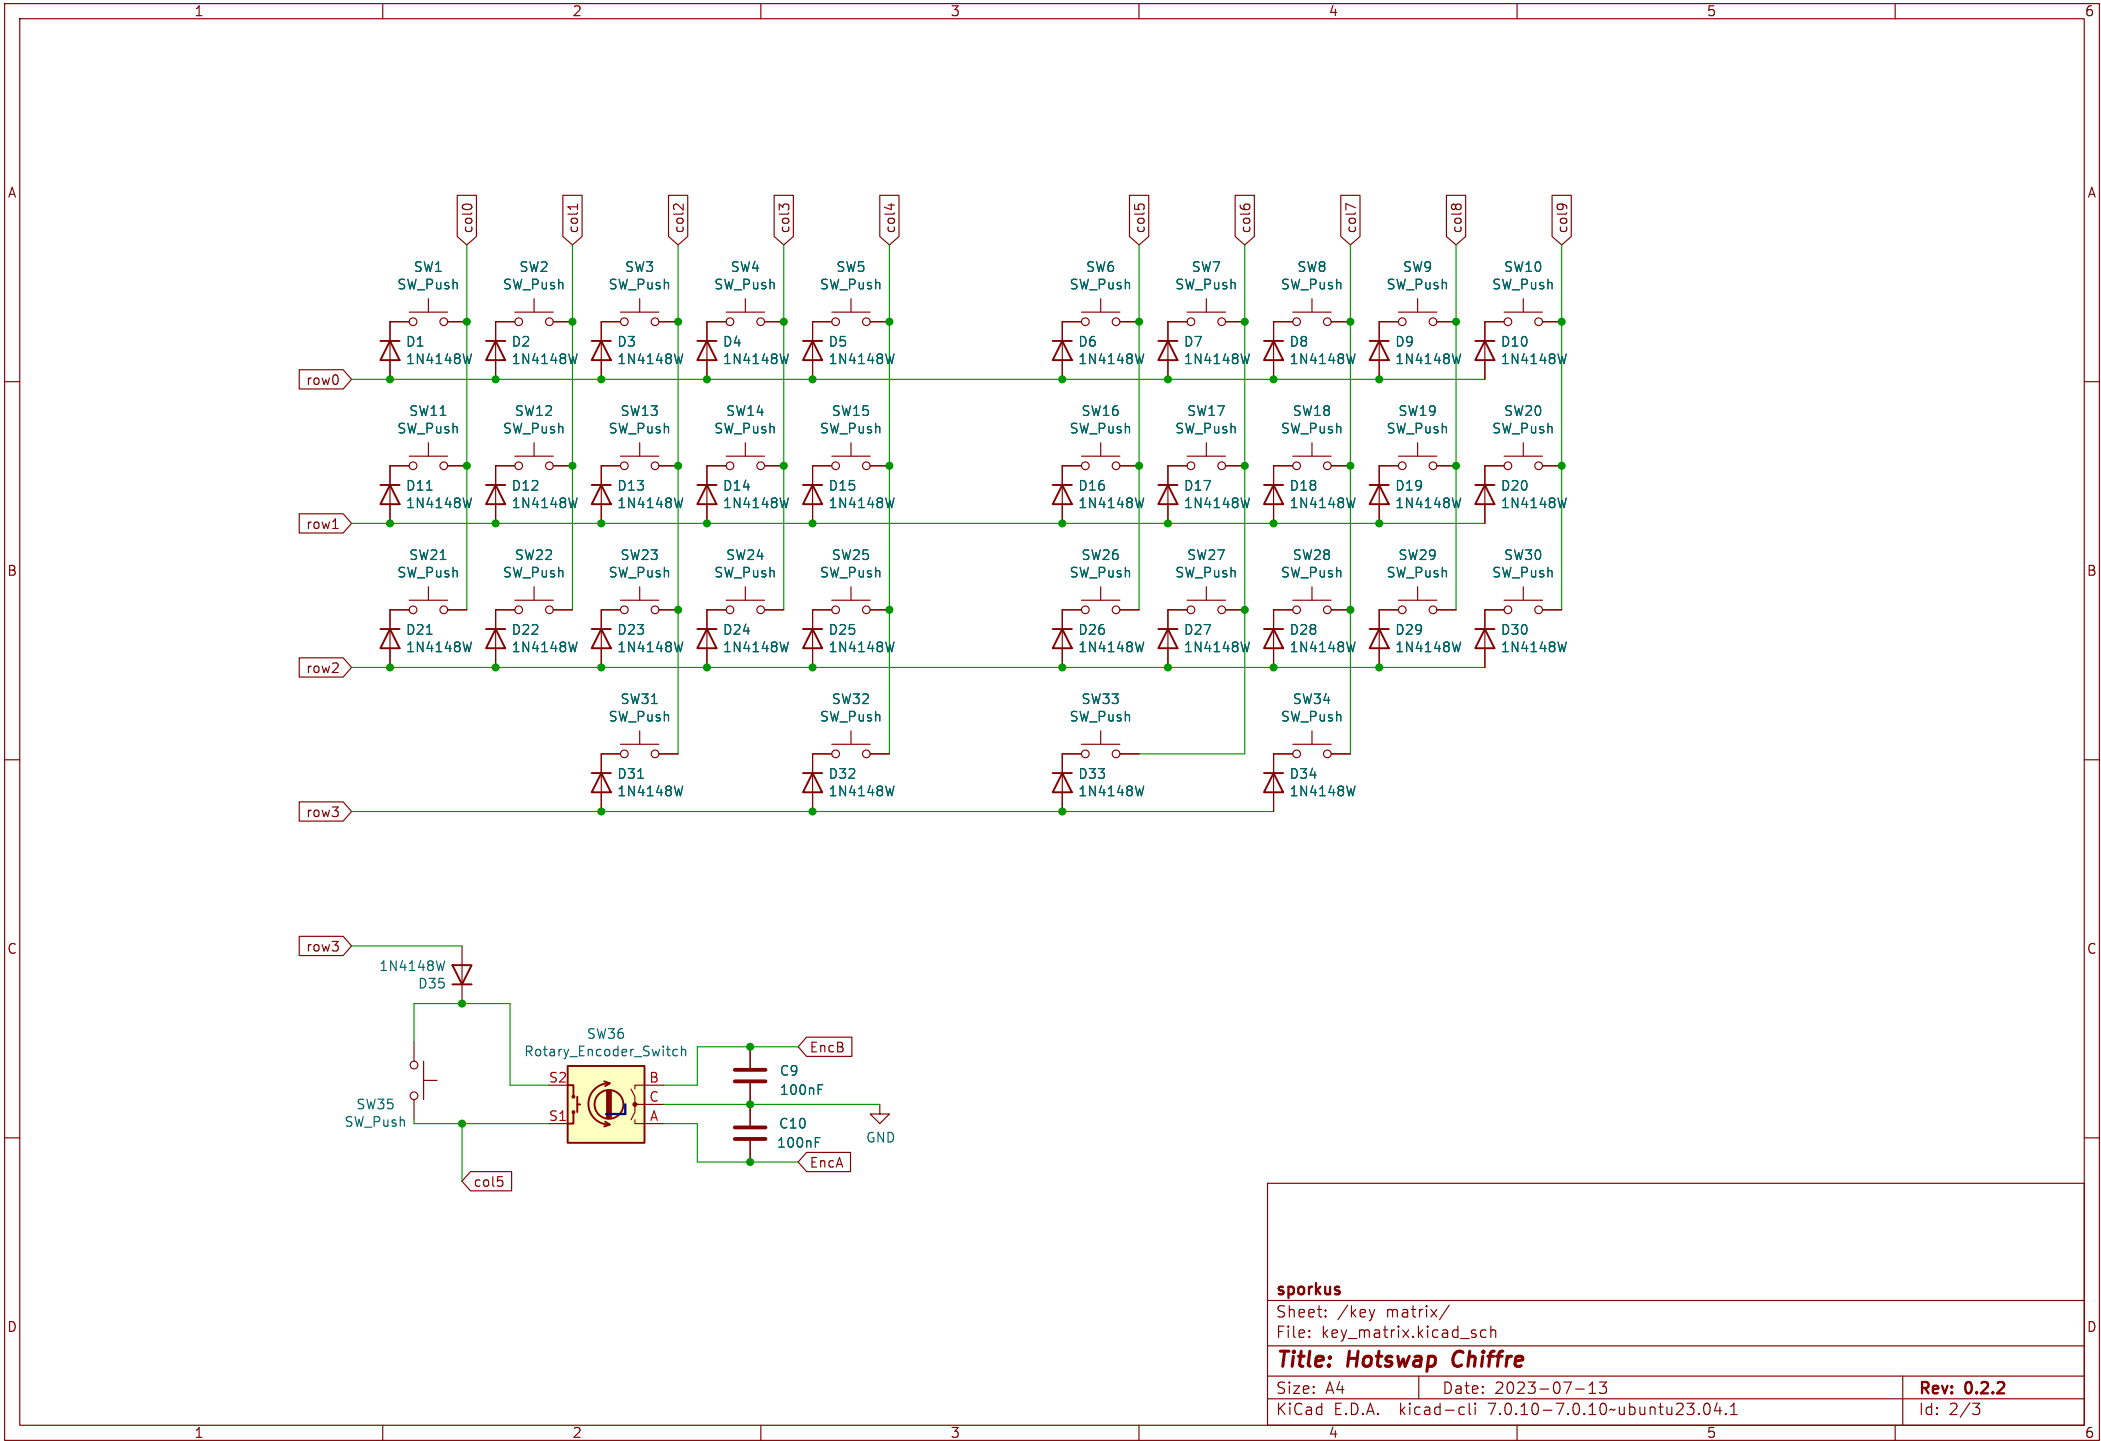 1 2 3 4 5 6
A A
col0 col1 col2 col3 col4 col5 col6 col7 col8 col9
SW1 SW2 SW3 SW4 SW5 SW6 SW7 SW8 SW9 SW10
SW_Push SW_Push SW_Push SW_Push SW_Push SW_Push SW_Push SW_Push SW_Push SW_Push
D1 D2 D3 D4 D5 D6 D7 D8 D9 D10
1N4148W 1N4148W 1N4148W 1N4148W 1N4148W 1N4148W 1N4148W 1N4148W 1N4148W 1N4148W
row0
SW11 SW12 SW13 SW14 SW15 SW16 SW17 SW18 SW19 SW20
SW_Push SW_Push SW_Push SW_Push SW_Push SW_Push SW_Push SW_Push SW_Push SW_Push
D11 D12 D13 D14 D15 D16 D17 D18 D19 D20
1N4148W 1N4148W 1N4148W 1N4148W 1N4148W 1N4148W 1N4148W 1N4148W 1N4148W 1N4148W
row1
SW21 SW22 SW23 SW24 SW25 SW26 SW27 SW28 SW29 SW30
B B
SW_Push SW_Push SW_Push SW_Push SW_Push SW_Push SW_Push SW_Push SW_Push SW_Push
D21 D22 D23 D24 D25 D26 D27 D28 D29 D30
1N4148W 1N4148W 1N4148W 1N4148W 1N4148W 1N4148W 1N4148W 1N4148W 1N4148W 1N4148W
row2
SW31 SW32 SW33 SW34
SW_Push SW_Push SW_Push SW_Push
D31 D32 D33 D34
1N4148W 1N4148W 1N4148W 1N4148W
row3
C C
row3
1N4148W
D35
SW36
Rotary_Encoder_Switch
EncB
S2 B
C9
100nF
C
SW35
SW_Push
S1 A
C10
100nF
GND
EncA
col5
sporkus
Sheet: /key matrix/
File: key_matrix.kicad_sch
D D
Title: Hotswap Chiffre
Size: A4 Date: 2023-07-13 Rev: 0.2.2
KiCad E.D.A. kicad-cli 7.0.10-7.0.10~ubuntu23.04.1 Id: 2/3
1 2 3 4 5 6